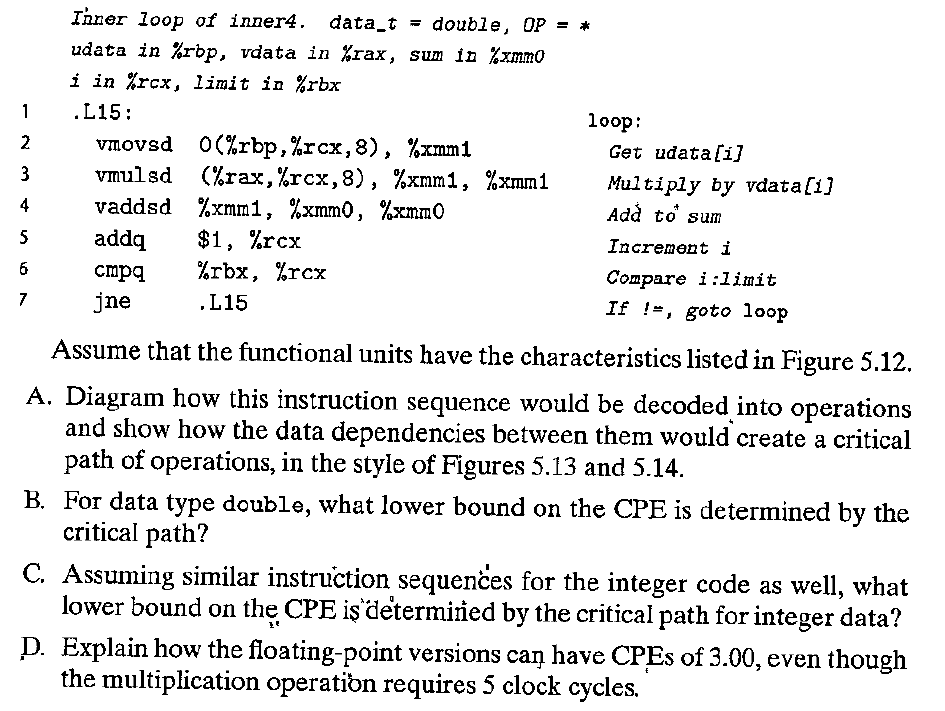 Inner loop of inner4. data_t = double, OP = *
udata in %rbp, vdata in %rax, sum in %xmm0
i in %rcx, limit in %rbx
1 .L15: loop:
2 vmovsd 0(%rbp,%rcx,8), %xmm1 Get udata[i]
3 vmulsd (%rax,%rcx,8), %xmm1, %xmm1 Multiply by vdata[i]
4 vaddsd %xmm1, %xmm0, %xmm0 Add to sum
5 addq $1, %rcx Increment i
6 cmpq %rbx, %rcx Compare i:limit
7 jne .L15 If !=, goto loop
Assume that the functional units have the characteristics listed in Figure 5.12.
A. Diagram how this instruction sequence would be decoded into operations
and show how the data dependencies between them would create a critical
path of operations, in the style of Figures 5.13 and 5.14.
B. For data type double, what lower bound on the CPE is determined by the
critical path?
C. Assuming similar instruction sequences for the integer code as well, what
lower bound on the CPE is determined by the critical path for integer data?
D. Explain how the floating-point versions can have CPEs of 3.00, even though
the multiplication operation requires 5 clock cycles.